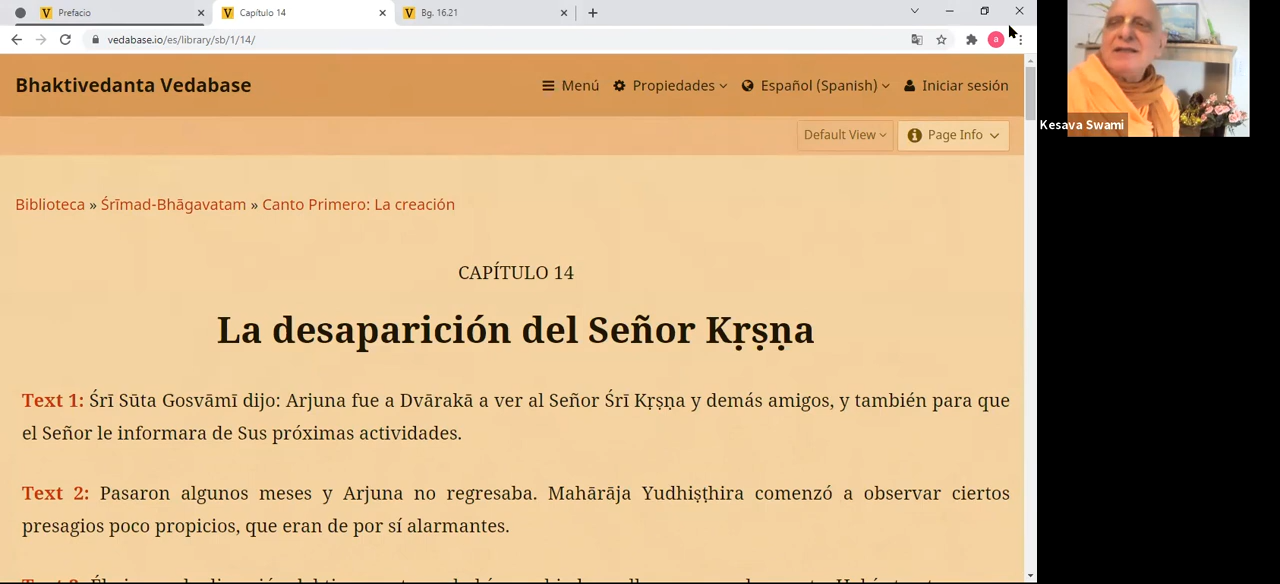 Prefacio
Capítulo 14
Bg. 16.21
vedabase.io/es/library/sb/1/14/
a
Bhaktivedanta Vedabase
Menú
Propiedades
Español (Spanish)
Iniciar sesión
Default View
Page Info
Biblioteca » Śrīmad-Bhāgavatam » Canto Primero: La creación
CAPÍTULO 14
La desaparición del Señor Kṛṣṇa
Text 1: Śrī Sūta Gosvāmī dijo: Arjuna fue a Dvārakā a ver al Señor Śrī Kṛṣṇa y demás amigos, y también para que
el Señor le informara de Sus próximas actividades.
Text 2: Pasaron algunos meses y Arjuna no regresaba. Mahārāja Yudhiṣṭhira comenzó a observar ciertos
presagios poco propicios, que eran de por sí alarmantes.
Kesava Swami